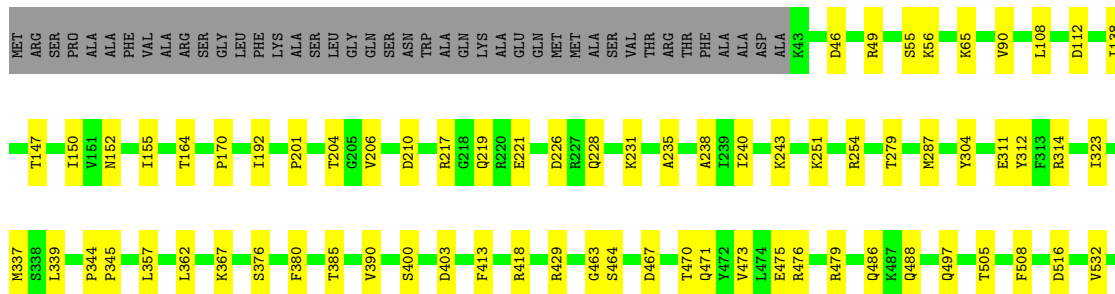 MET ARG SER PRO ALA ALA PHE VAL ALA ARG SER GLY LEU PHE LYS ALA SER LEU GLY GLN SER ASN TRP ALA GLN LYS ALA GLU GLN MET MET ALA SER VAL THR ARG THR PHE ALA ALA ASP ALA K43 D46 R49 S55 K56 K65 V90 L108 D112 I138
T147 I150 V151 N152 I155 T164 P170 I192 P201 T204 G205 V206 D210 R217 G218 Q219 R220 E221 D226 R227 Q228 K231 A235 A238 I239 I240 K243 K251 R254 T279 M287 Y304 E311 Y312 F313 R314 I323
M337 S338 L339 P344 P345 L357 L362 K367 S376 F380 T385 V390 S400 D403 F413 R418 R429 G463 S464 D467 T470 Q471 Y472 V473 L474 E475 R476 R479 Q486 K487 Q488 Q497 T505 F508 D516 V532